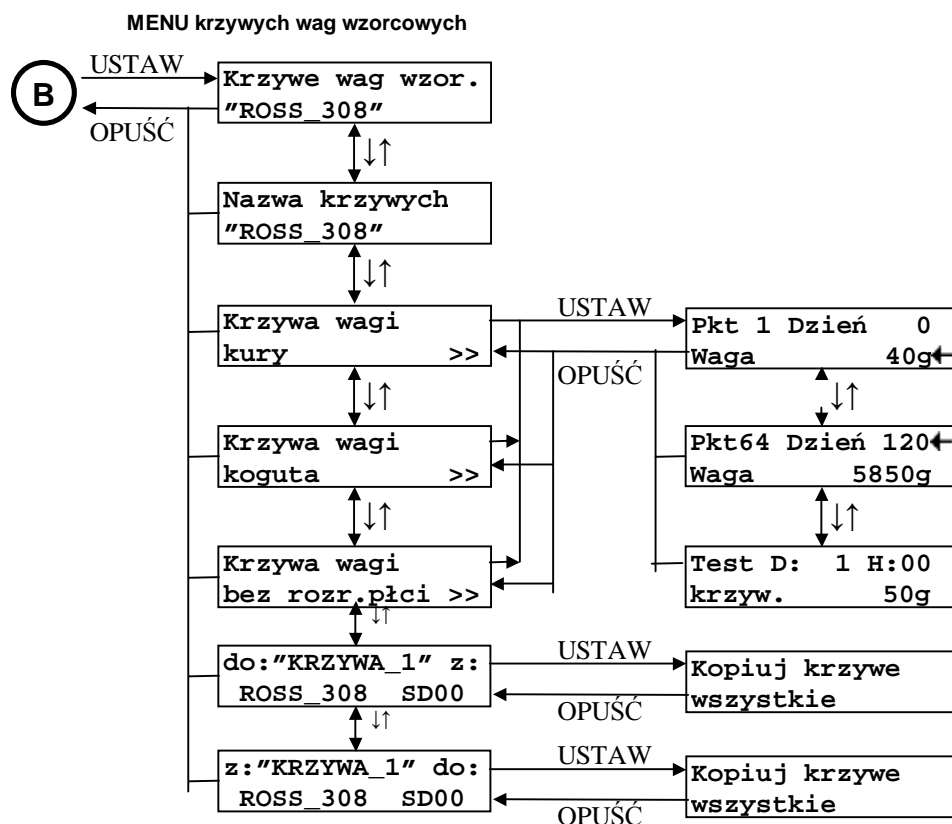 MENU krzywych wag wzorcowych
USTAW
B
OPUŚĆ
Krzywe wag wzor.
"ROSS_308"
↓↑
Nazwa krzywych
"ROSS_308"
↓↑
Krzywa wagi
kury >>
USTAW
OPUŚĆ
Pkt 1 Dzień 0
Waga 40g
↓↑
↓↑
Krzywa wagi
koguta >>
Pkt64 Dzień 120
Waga 5850g
↓↑
↓↑
Krzywa wagi
bez rozr.płci >>
Test D: 1 H:00
krzyw. 50g
↓↑
do:"KRZYWA_1" z:
ROSS_308 SD00
USTAW
OPUŚĆ
Kopiuj krzywe
wszystkie
↓↑
z:"KRZYWA_1" do:
ROSS_308 SD00
USTAW
OPUŚĆ
Kopiuj krzywe
wszystkie